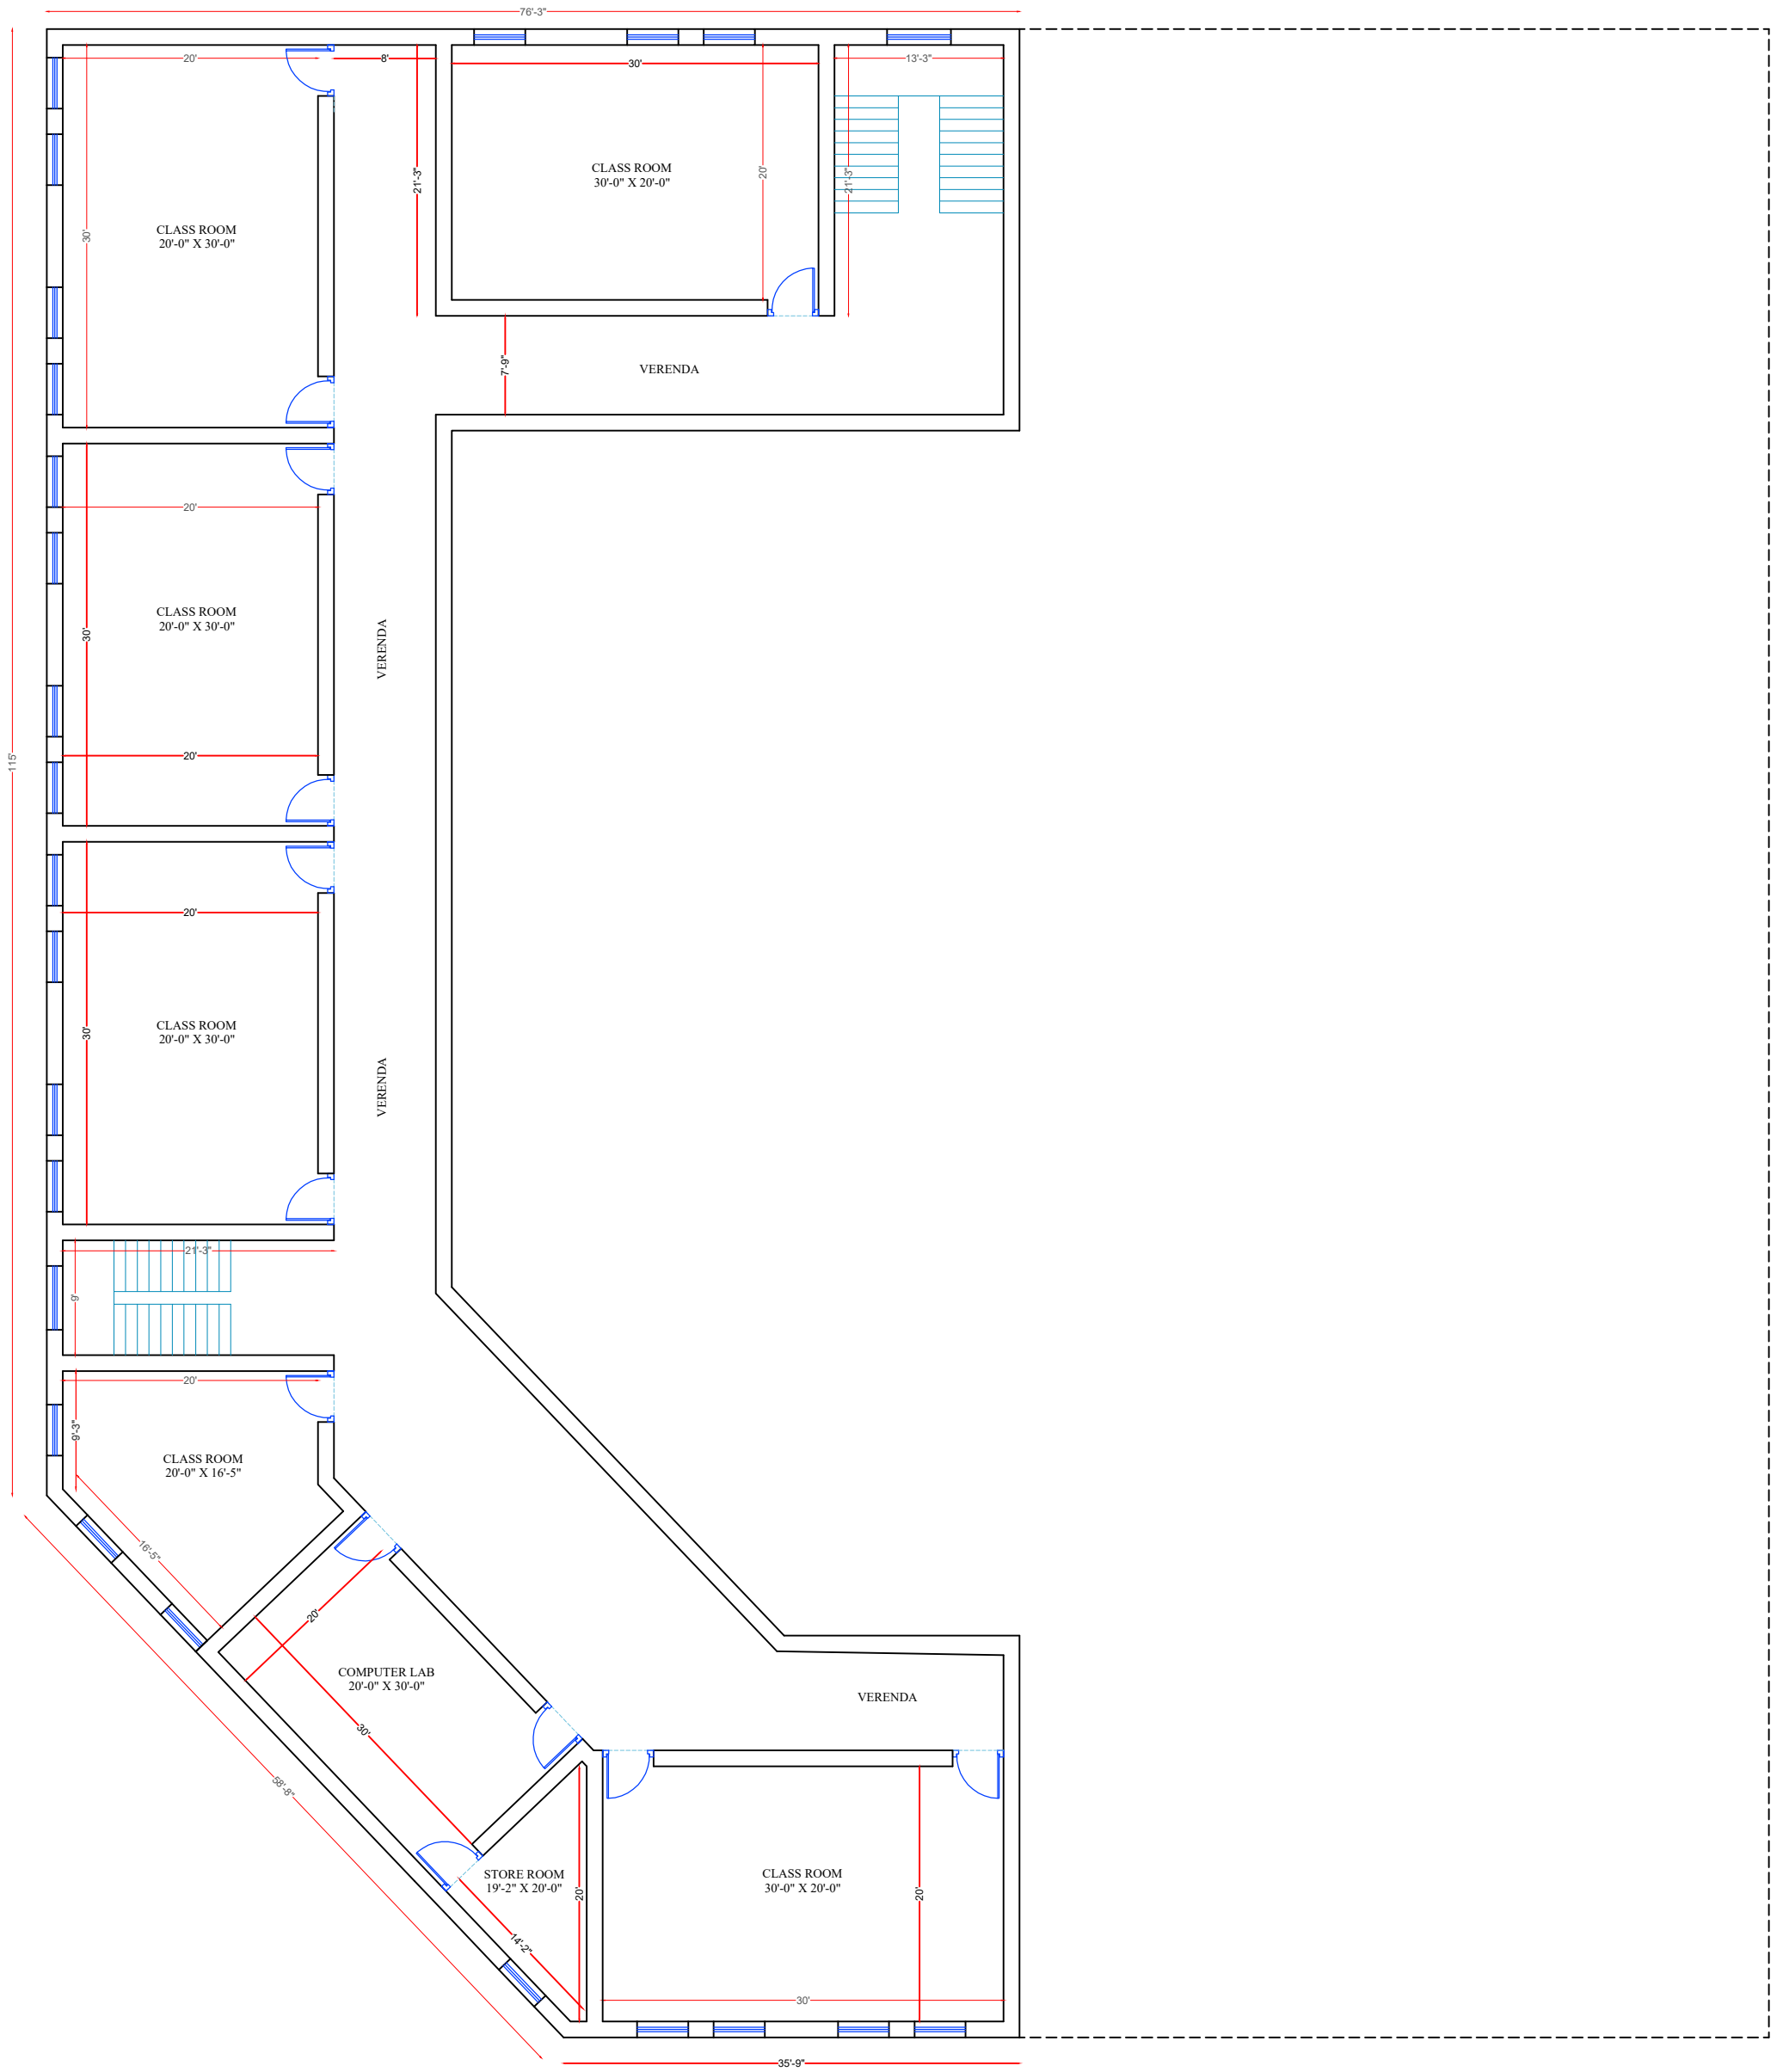 76'-3"
20'
8'
30'
13'-3"
CLASS ROOM
30'-0" X 20'-0"
20'
21'-3"
21'-3"
CLASS ROOM
20'-0" X 30'-0"
30'
7'-9"
VERENDA
20'
CLASS ROOM
20'-0" X 30'-0"
30'
VERENDA
20'
115'
20'
CLASS ROOM
20'-0" X 30'-0"
30'
VERENDA
21'-3"
9'
20'
9'-3"
CLASS ROOM
20'-0" X 16'-5"
16'-5"
20'
COMPUTER LAB
20'-0" X 30'-0"
30'
VERENDA
58'-8"
STORE ROOM
19'-2" X 20'-0"
20'
14'-2"
CLASS ROOM
30'-0" X 20'-0"
20'
30'
35'-9"